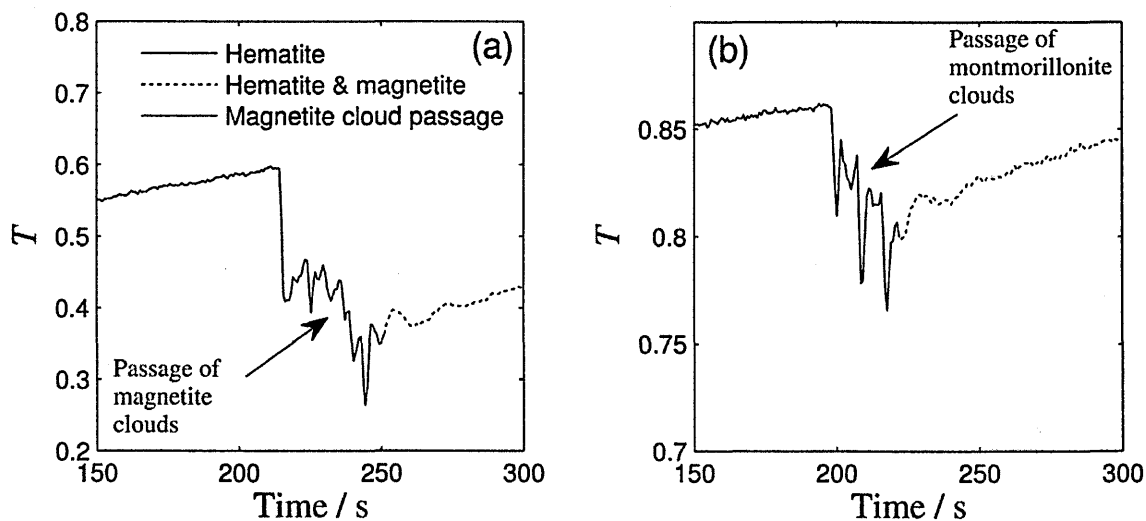 0.8
0.7
0.6
0.5
0.4
0.3
0.2
T
150
200
250
300
Time / s
(a)
Hematite
Hematite & magnetite
Magnetite cloud passage
Passage of
magnetite
clouds
(b)
Passage of
montmorillonite
clouds
0.85
0.8
0.75
0.7
T
150
200
250
300
Time / s